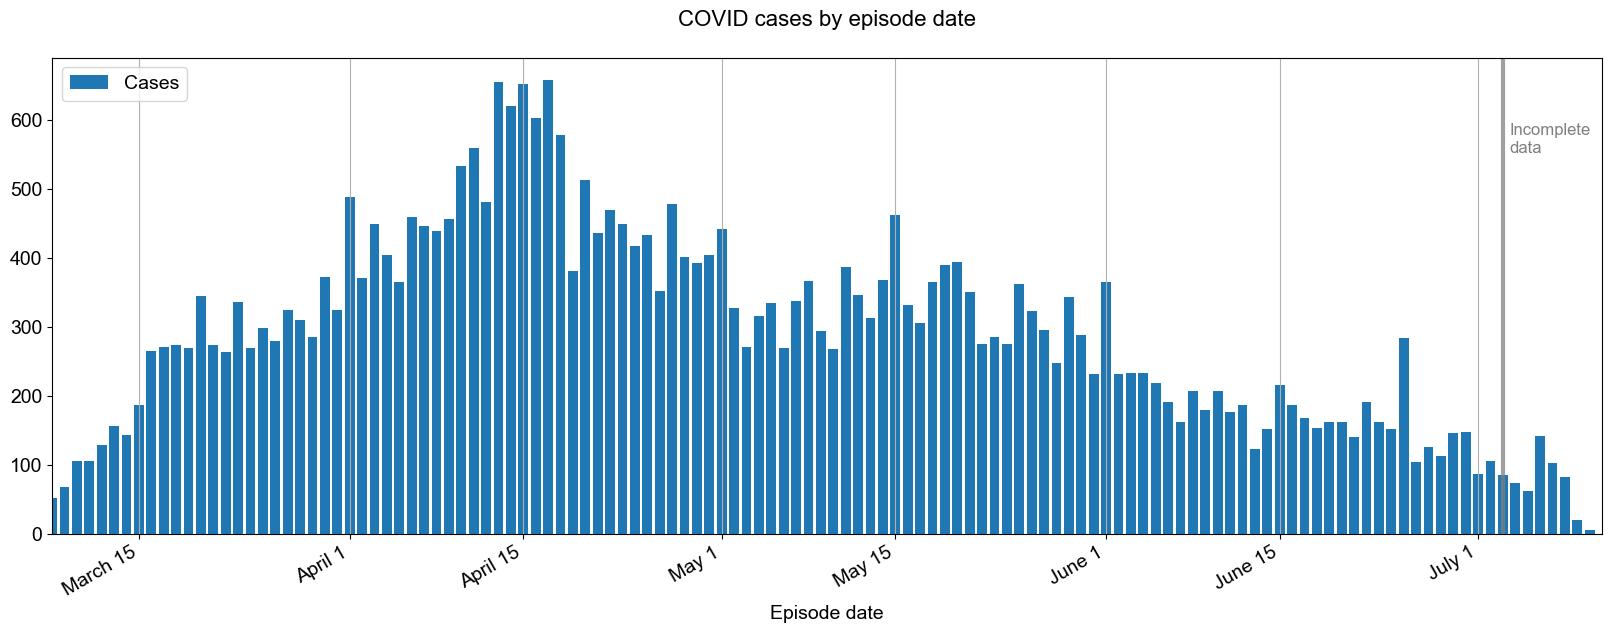 COVID cases by episode date
Cases
600
500
400
300
200
100
0
Incomplete
data
March 15
April 1
April 15
May 1
May 15
June 1
June 15
July 1
Episode date